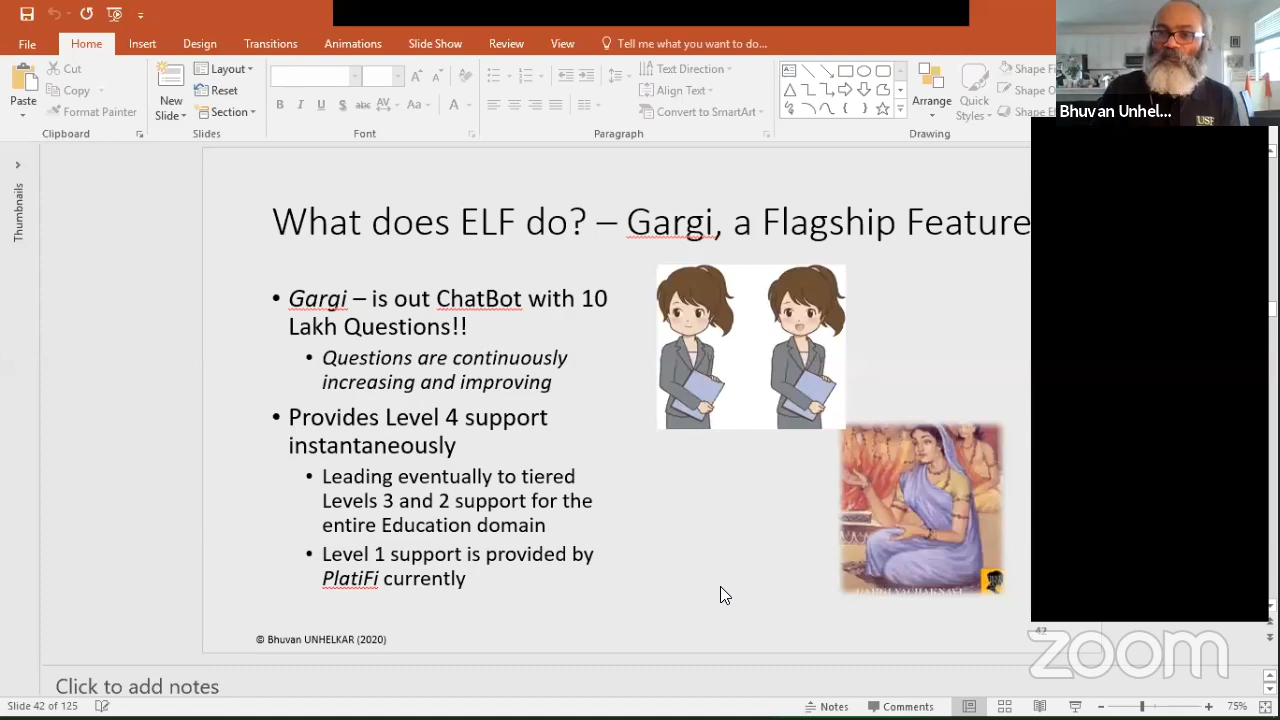 File Home Insert Design Transitions Animations Slide Show Review View Tell me what you want to do...
Paste
Cut
Copy
Format Painter
Clipboard
New
Slide
Layout
Reset
Section
Slides
Font
Text Direction
Align Text
Convert to SmartArt
Paragraph
Arrange
Quick
Styles
Shape
Shape
Shape
Drawing
Bhuvan Unhel...
USF
Thumbnails
What does ELF do? – Gargi, a Flagship Feature
• Gargi – is out ChatBot with 10
Lakh Questions!!
• Questions are continuously
increasing and improving
• Provides Level 4 support
instantaneously
• Leading eventually to tiered
Levels 3 and 2 support for the
entire Education domain
• Level 1 support is provided by
PlatiFi currently
© Bhuvan UNHELKAR (2020)
42
zoom
Click to add notes
Slide 42 of 125
Notes
Comments
75%